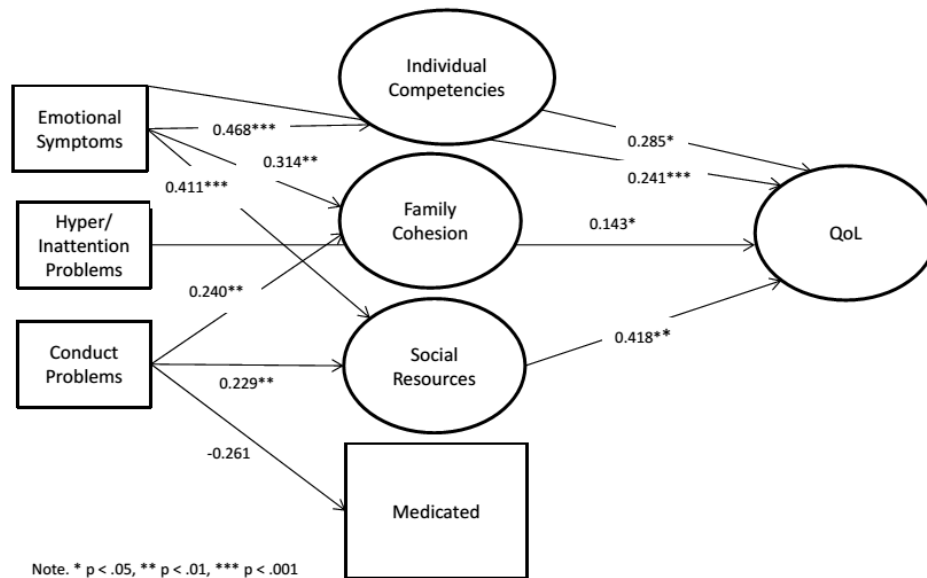 Individual
Competencies
Emotional
Symptoms
0.468***
0.285*
0.314**
0.411***
0.241***
Hyper/
Inattention
Problems
Family
Cohesion
0.143*
QoL
0.240**
Conduct
Problems
Social
Resources
0.418**
0.229**
-0.261
Medicated
Note. * p < .05, ** p < .01, *** p < .001